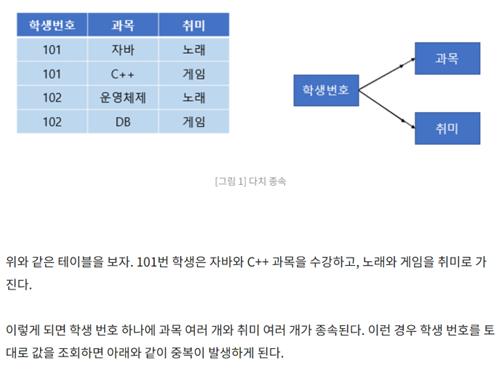 학생번호 과목 취미
101 자바 노래
101 C++ 게임
102 운영체제 노래
102 DB 게임
학생번호
과목
취미
[그림 1] 다치 종속
위와 같은 테이블을 보자. 101번 학생은 자바와 C++ 과목을 수강하고, 노래와 게임을 취미로 가
진다.
이렇게 되면 학생 번호 하나에 과목 여러 개와 취미 여러 개가 종속된다. 이런 경우 학생 번호를 토
대로 값을 조회하면 아래와 같이 중복이 발생하게 된다.